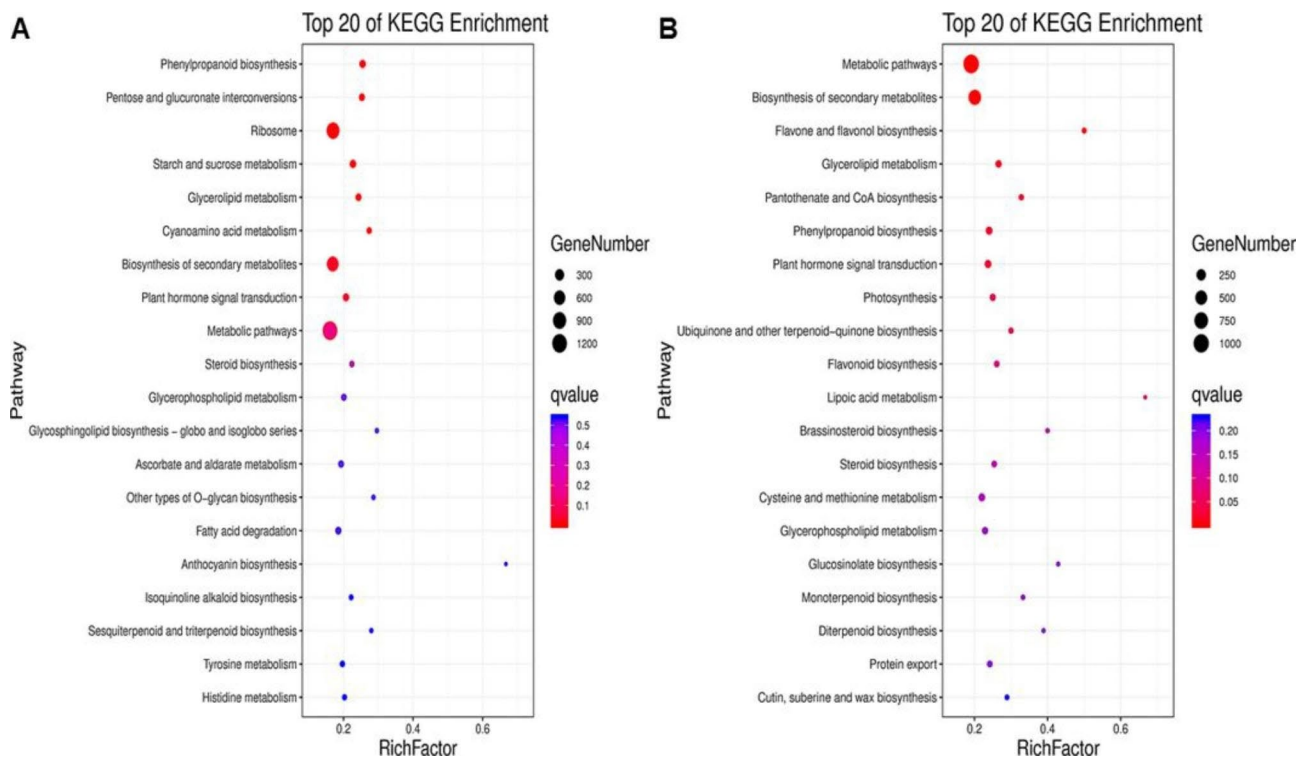 A
Top 20 of KEGG Enrichment
Pathway
Phenylpropanoid biosynthesis
Pentose and glucuronate interconversions
Ribosome
Starch and sucrose metabolism
Glycerolipid metabolism
Cyanoamino acid metabolism
Biosynthesis of secondary metabolites
Plant hormone signal transduction
Metabolic pathways
Steroid biosynthesis
Glycerophospholipid metabolism
Glycosphingolipid biosynthesis – globo and isoglobo series
Ascorbate and aldarate metabolism
Other types of O-glycan biosynthesis
Fatty acid degradation
Anthocyanin biosynthesis
Isoquinoline alkaloid biosynthesis
Sesquiterpenoid and triterpenoid biosynthesis
Tyrosine metabolism
Histidine metabolism
0.2 0.4 0.6
RichFactor
GeneNumber
300
600
900
1200
qvalue
0.5
0.4
0.3
0.2
0.1
B
Top 20 of KEGG Enrichment
Pathway
Metabolic pathways
Biosynthesis of secondary metabolites
Flavone and flavonol biosynthesis
Glycerolipid metabolism
Pantothenate and CoA biosynthesis
Phenylpropanoid biosynthesis
Plant hormone signal transduction
Photosynthesis
Ubiquinone and other terpenoid–quinone biosynthesis
Flavonoid biosynthesis
Lipoic acid metabolism
Brassinosteroid biosynthesis
Steroid biosynthesis
Cysteine and methionine metabolism
Glycerophospholipid metabolism
Glucosinolate biosynthesis
Monoterpenoid biosynthesis
Diterpenoid biosynthesis
Protein export
Cutin, suberine and wax biosynthesis
0.2 0.4 0.6
RichFactor
GeneNumber
250
500
750
1000
qvalue
0.20
0.15
0.10
0.05